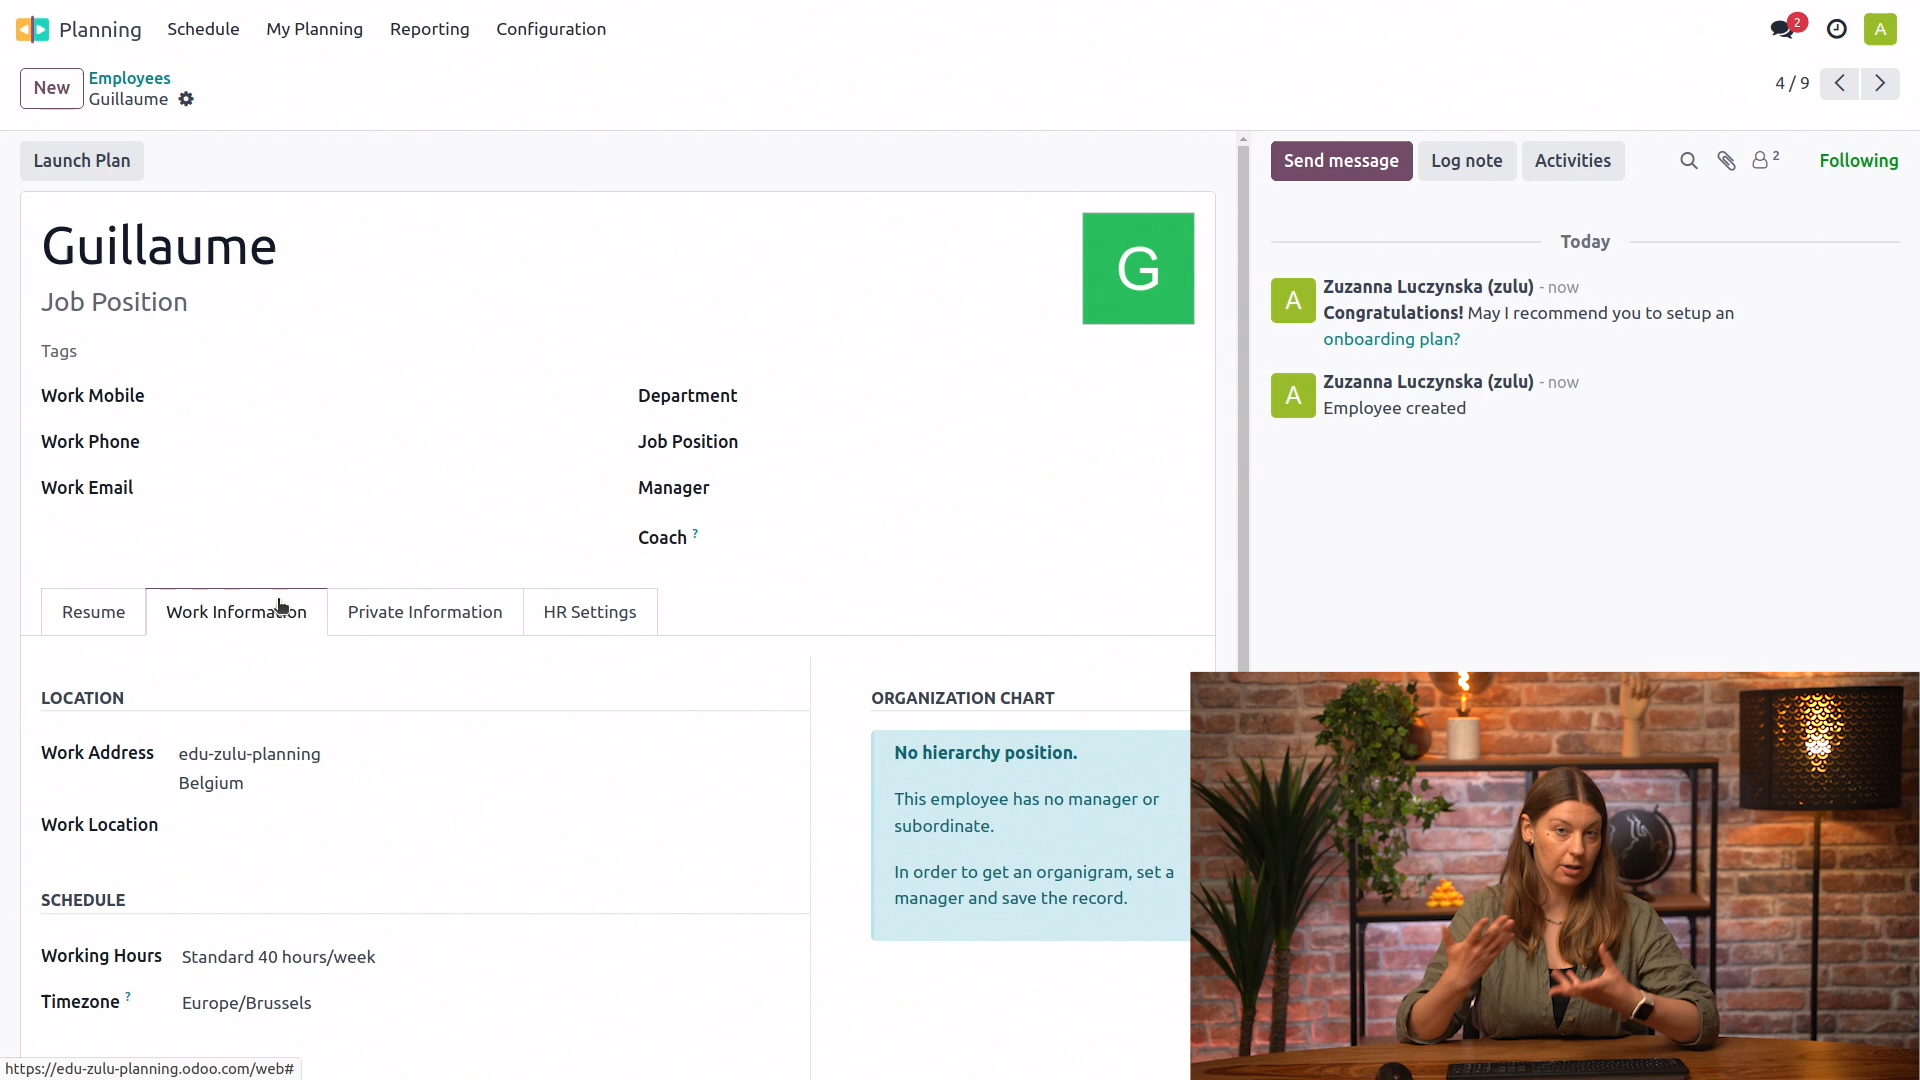 Planning
Schedule
My Planning
Reporting
Configuration
2
A
New
Employees
Guillaume
4 / 9
Launch Plan
Send message
Log note
Activities
2
Following
Guillaume
G
Job Position
Tags
Work Mobile
Work Phone
Work Email
Department
Job Position
Manager
Coach ?
Today
A
Zuzanna Luczynska (zulu) - now
Congratulations! May I recommend you to setup an
onboarding plan?
A
Zuzanna Luczynska (zulu) - now
Employee created
Resume
Work Information
Private Information
HR Settings
LOCATION
Work Address
edu-zulu-planning
Belgium
Work Location
SCHEDULE
Working Hours
Standard 40 hours/week
Timezone ?
Europe/Brussels
ORGANIZATION CHART
No hierarchy position.
This employee has no manager or
subordinate.
In order to get an organigram, set a
manager and save the record.
https://edu-zulu-planning.odoo.com/web#